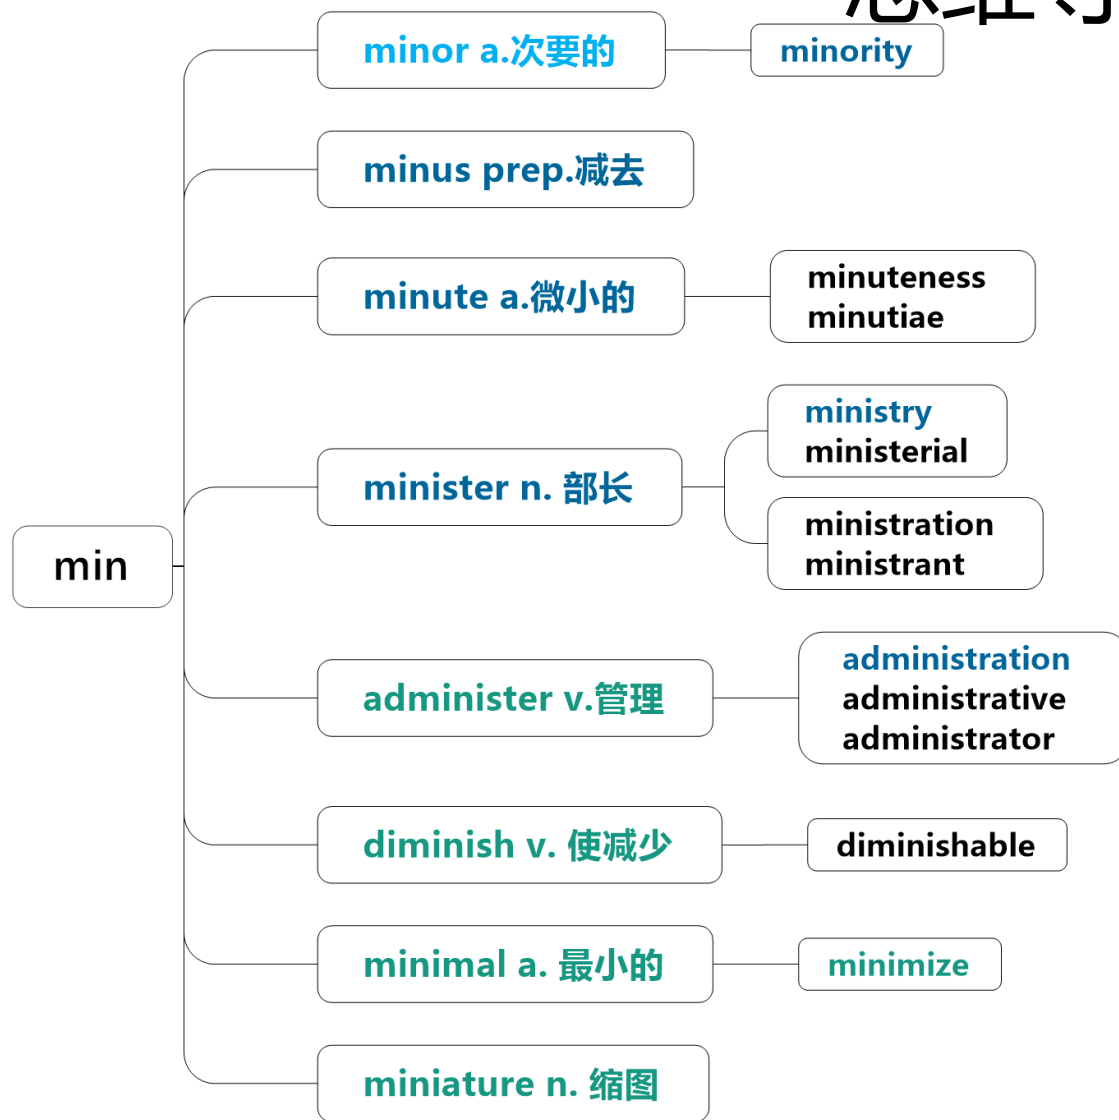 minor a.次要的
minority
minus prep.减去
minute a.微小的
minuteness
minutiae
minister n. 部长
ministry
ministerial
ministration
ministrant
min
administer v.管理
administration
administrative
administrator
diminish v. 使减少
diminishable
minimal a. 最小的
minimize
miniature n. 缩图